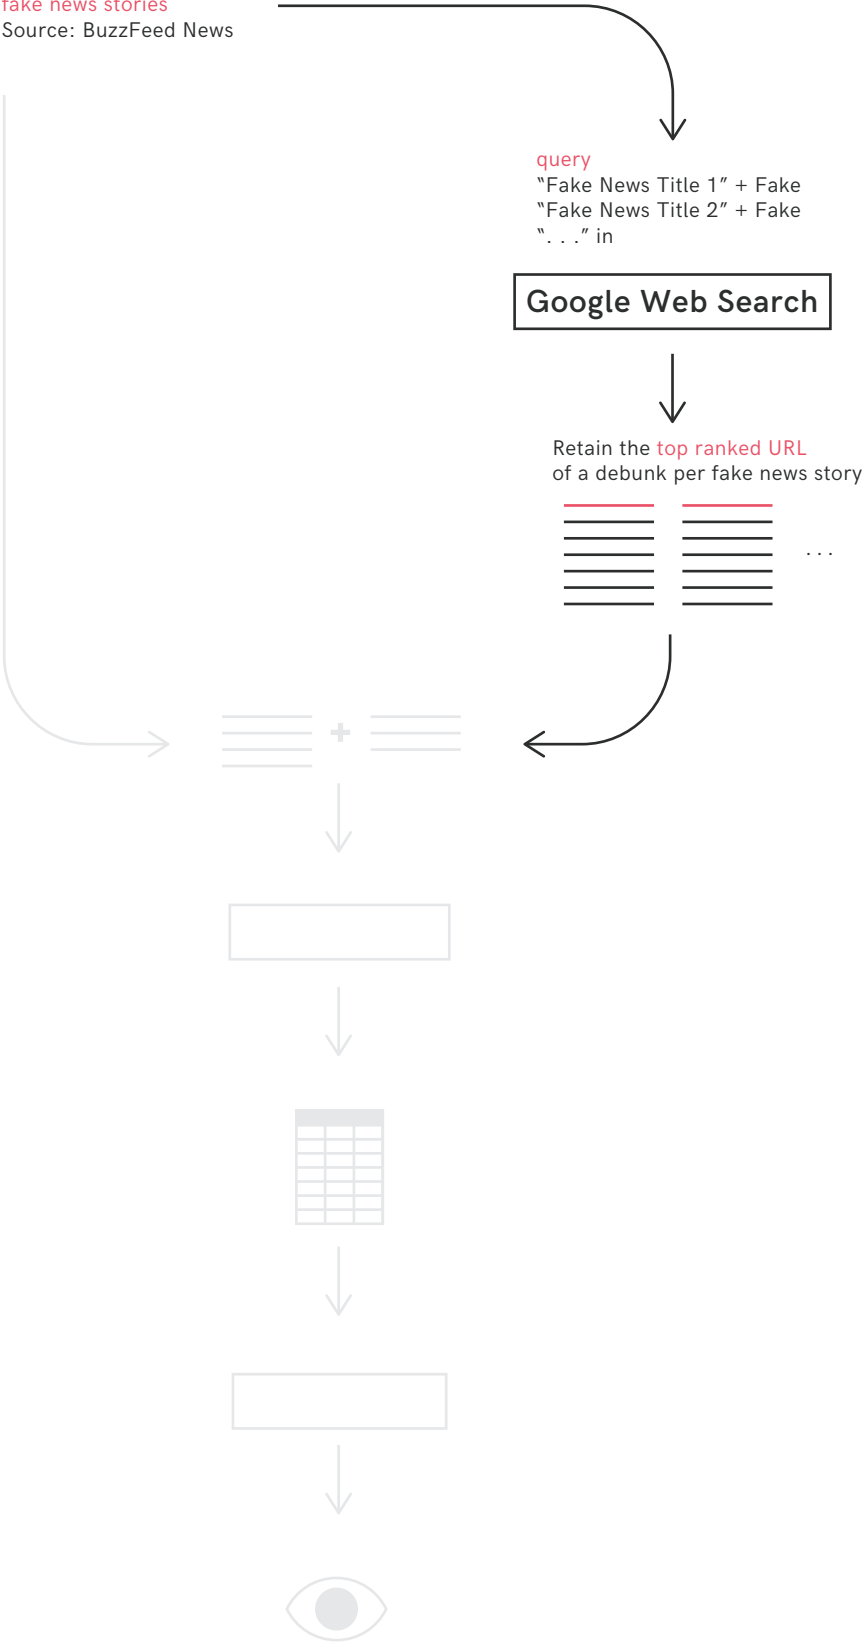 fake news stories
Source: BuzzFeed News
query
“Fake News Title 1” + Fake
“Fake News Title 2” + Fake
“. . .” in
Google Web Search
Retain the top ranked URL
of a debunk per fake news story
. . .